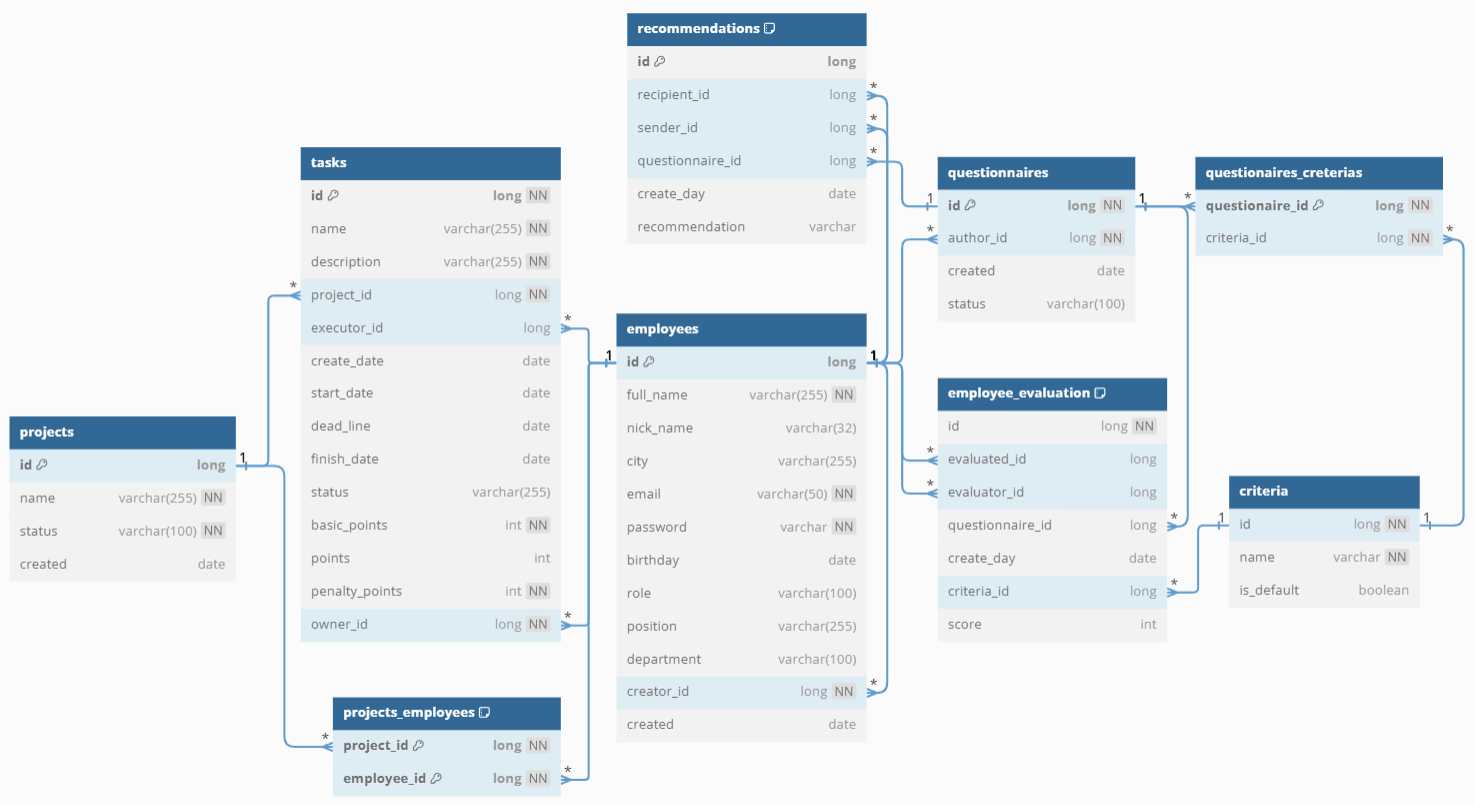 recommendations
id long
recipient_id long
sender_id long
questionnaire_id long
create_day date
recommendation varchar
tasks
id long NN
name varchar(255) NN
description varchar(255) NN
project_id long NN
executor_id long
create_date date
start_date date
dead_line date
finish_date date
status varchar(255)
basic_points int NN
points int
penalty_points int NN
owner_id long NN
questionnaires
id long NN
author_id long NN
created date
status varchar(100)
questionaires_creterias
questionaire_id long NN
criteria_id long NN
employees
id long
full_name varchar(255) NN
nick_name varchar(32)
city varchar(255)
email varchar(50) NN
password varchar NN
birthday date
role varchar(100)
position varchar(255)
department varchar(100)
creator_id long NN
created date
employee_evaluation
id long NN
evaluated_id long
evaluator_id long
questionnaire_id long
create_day date
criteria_id long
score int
projects
id long
name varchar(255) NN
status varchar(100) NN
created date
criteria
id long NN
name varchar NN
is_default boolean
projects_employees
project_id long NN
employee_id long NN
* * * 1 * 1 * *
* * 1 1
1 * * * 1 1 *
* * * *